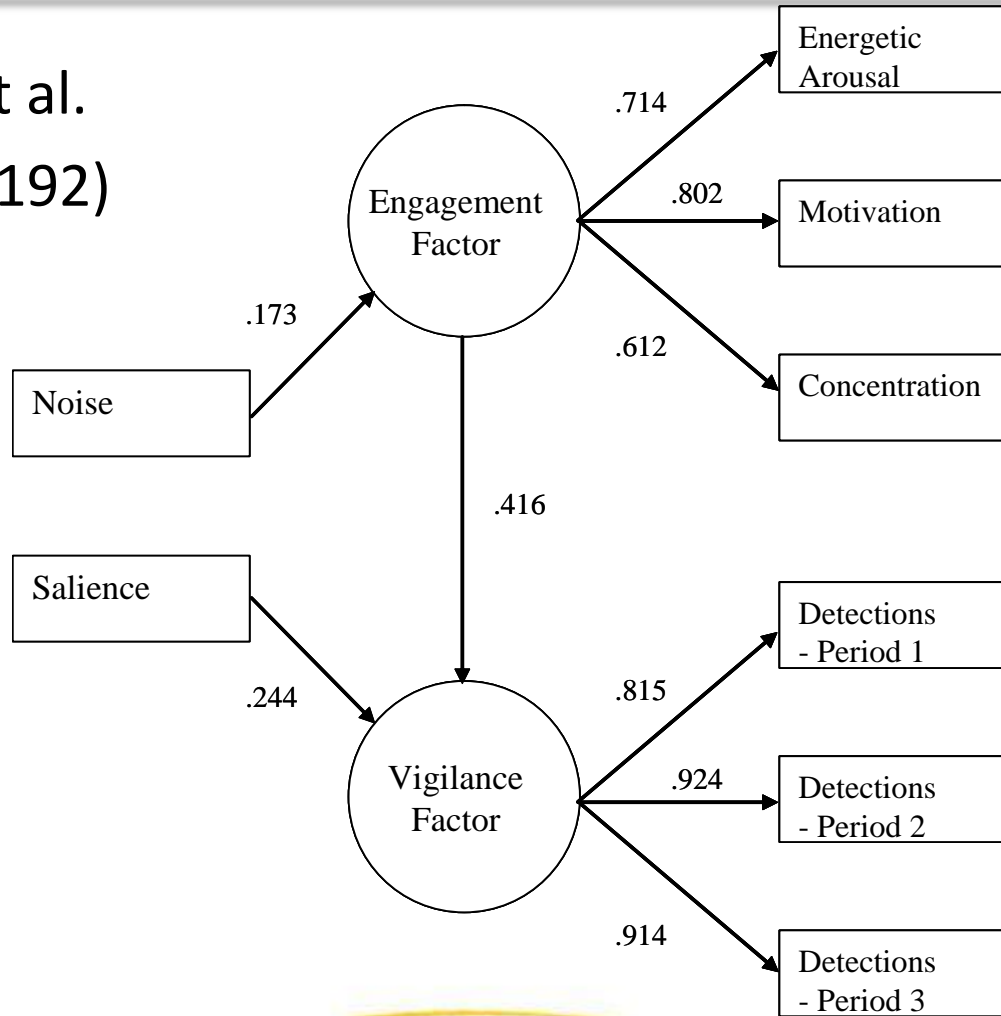 t al.
192)
Energetic
Arousal
.714
Engagement
Factor
.802
Motivation
.173
.612
Noise
Concentration
.416
Salience
Detections
- Period 1
.244
.815
Vigilance
Factor
.924
Detections
- Period 2
.914
Detections
- Period 3